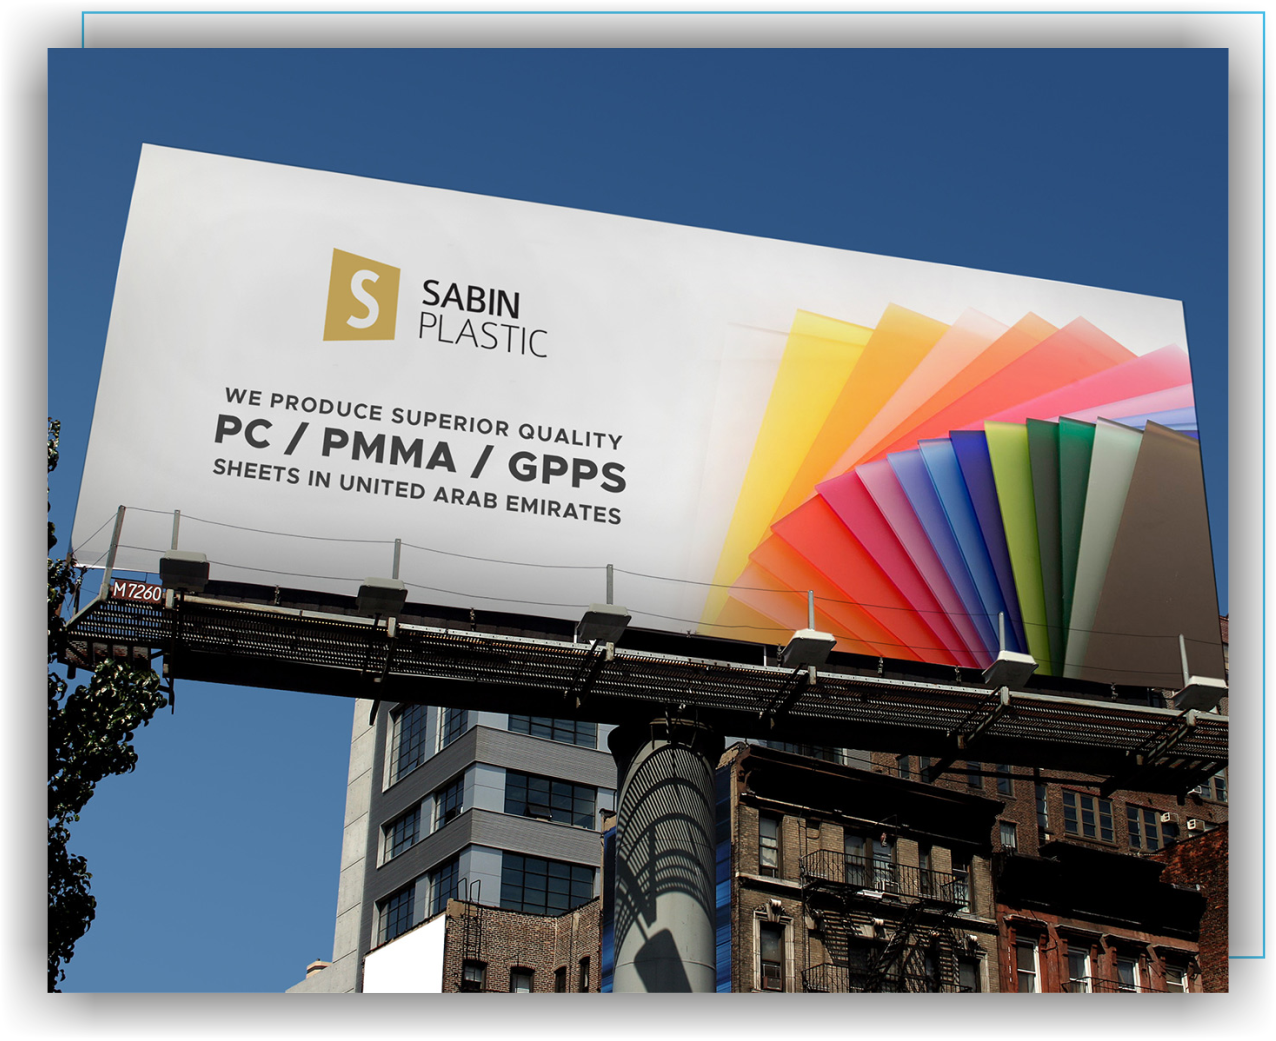 S
SABIN
PLASTIC
WE PRODUCE SUPERIOR QUALITY
PC / PMMA / GPPS
SHEETS IN UNITED ARAB EMIRATES
M7260